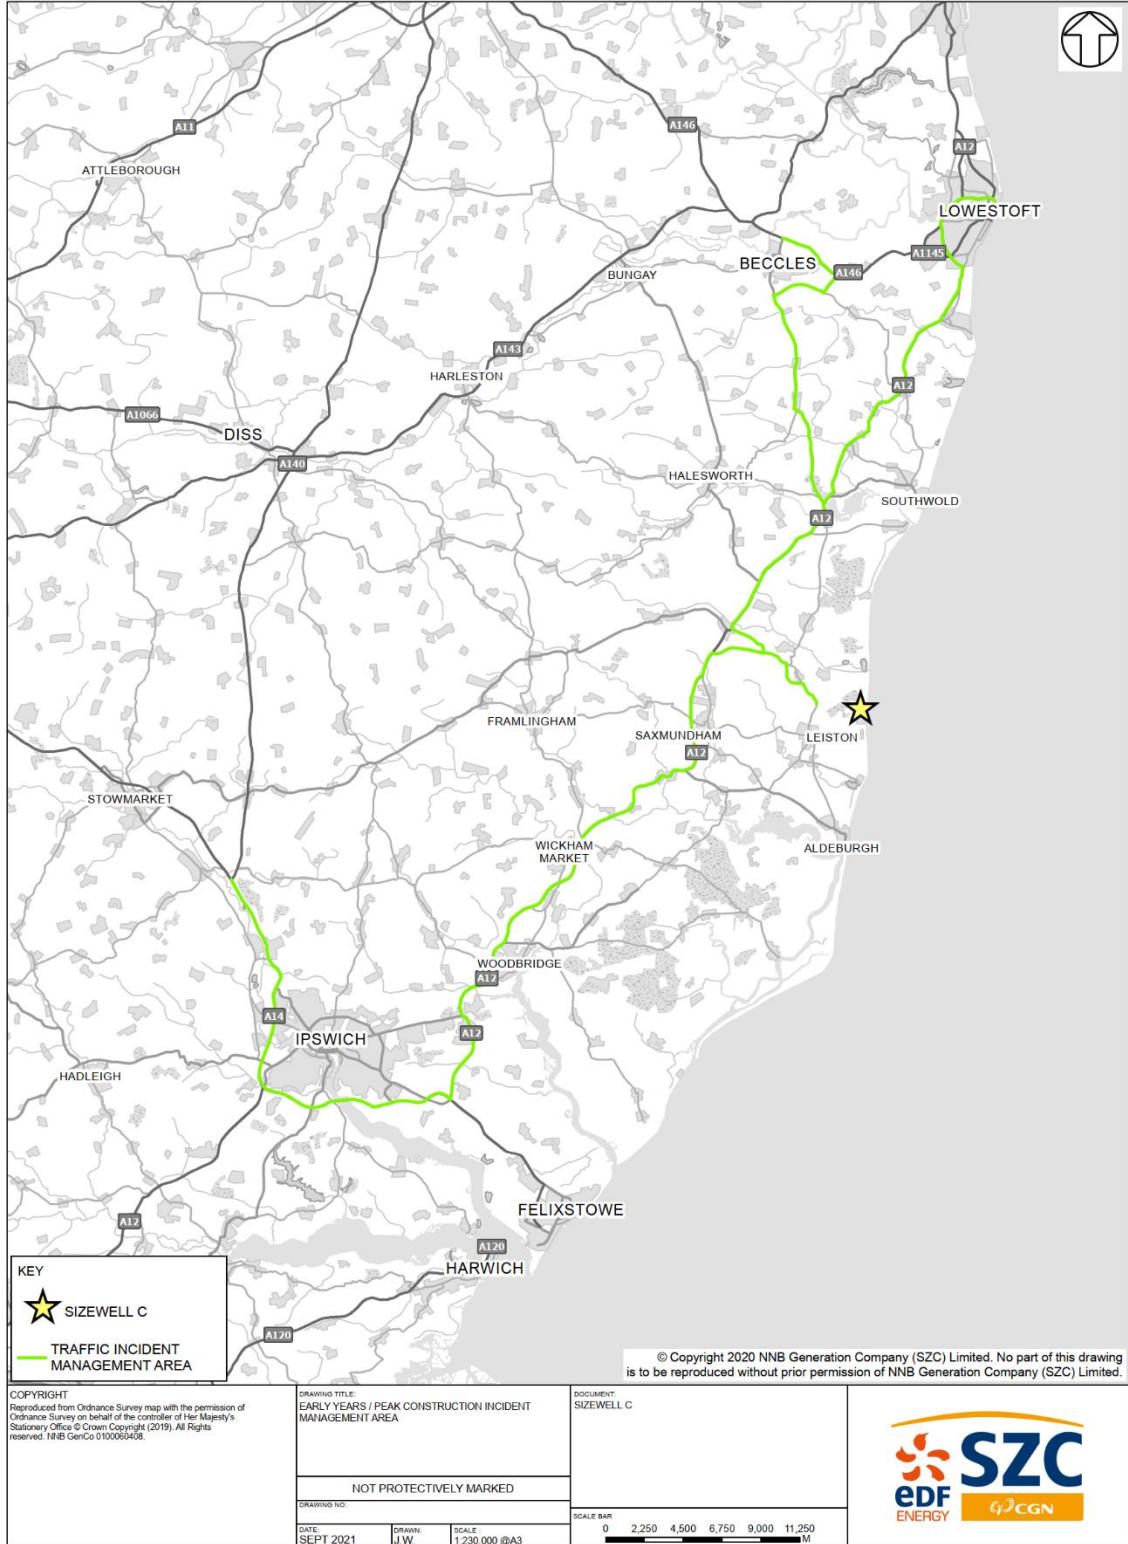 A11
A146
A12
ATTLEBOROUGH
LOWESTOFT
BECCLES
A1145
A146
BUNGAY
A143
HARLESTON
A12
A1066
DISS
A140
HALESWORTH
SOUTHWOLD
A12
FRAMLINGHAM
SAXMUNDHAM
LEISTON
A12
STOWMARKET
WICKHAM
MARKET
ALDEBURGH
WOODBRIDGE
A12
A14
A12
IPSWICH
HADLEIGH
FELIXSTOWE
A12
A120
HARWICH
A120
KEY
SIZEWELL C
TRAFFIC INCIDENT
MANAGEMENT AREA
© Copyright 2020 NNB Generation Company (SZC) Limited. No part of this drawing
is to be reproduced without prior permission of NNB Generation Company (SZC) Limited.
COPYRIGHT
Reproduced from Ordnance Survey map with the permission of
Ordnance Survey on behalf of the controller of Her Majesty's
Stationery Office © Crown Copyright (2019). All Rights
reserved. NNB GenCo 0100060408.
DRAWING TITLE:
EARLY YEARS / PEAK CONSTRUCTION INCIDENT
MANAGEMENT AREA
NOT PROTECTIVELY MARKED
DRAWING NO:
DATE:
SEPT 2021
DRAWN:
J.W.
SCALE :
1:230,000 @A3
DOCUMENT:
SIZEWELL C
SCALE BAR
0 2,250 4,500 6,750 9,000 11,250
M
eDF
ENERGY
SZC
CGN